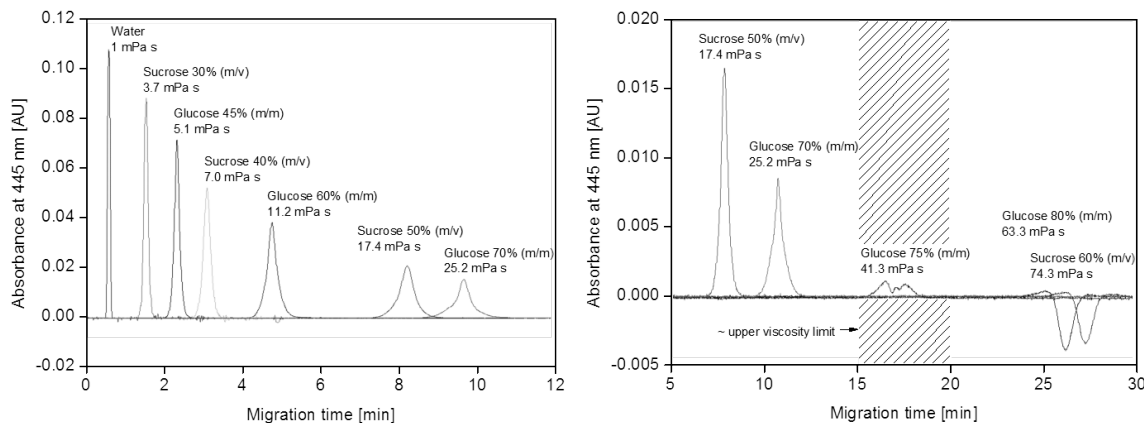 0.12
0.10
0.08
0.06
0.04
0.02
0.00
-0.02
Absorbance at 445 nm [AU]
Water
1 mPa s
Sucrose 30% (m/v)
3.7 mPa s
Glucose 45% (m/m)
5.1 mPa s
Sucrose 40% (m/v)
7.0 mPa s
Glucose 60% (m/m)
11.2 mPa s
Sucrose 50% (m/v)
17.4 mPa s
Glucose 70% (m/m)
25.2 mPa s
0 2 4 6 8 10 12
Migration time [min]
0.020
0.015
0.010
0.005
0.000
-0.005
Absorbance at 445 nm [AU]
Sucrose 50% (m/v)
17.4 mPa s
Glucose 70% (m/m)
25.2 mPa s
Glucose 75% (m/m)
41.3 mPa s
Glucose 80% (m/m)
63.3 mPa s
Sucrose 60% (m/v)
74.3 mPa s
~ upper viscosity limit
5 10 15 20 25 30
Migration time [min]